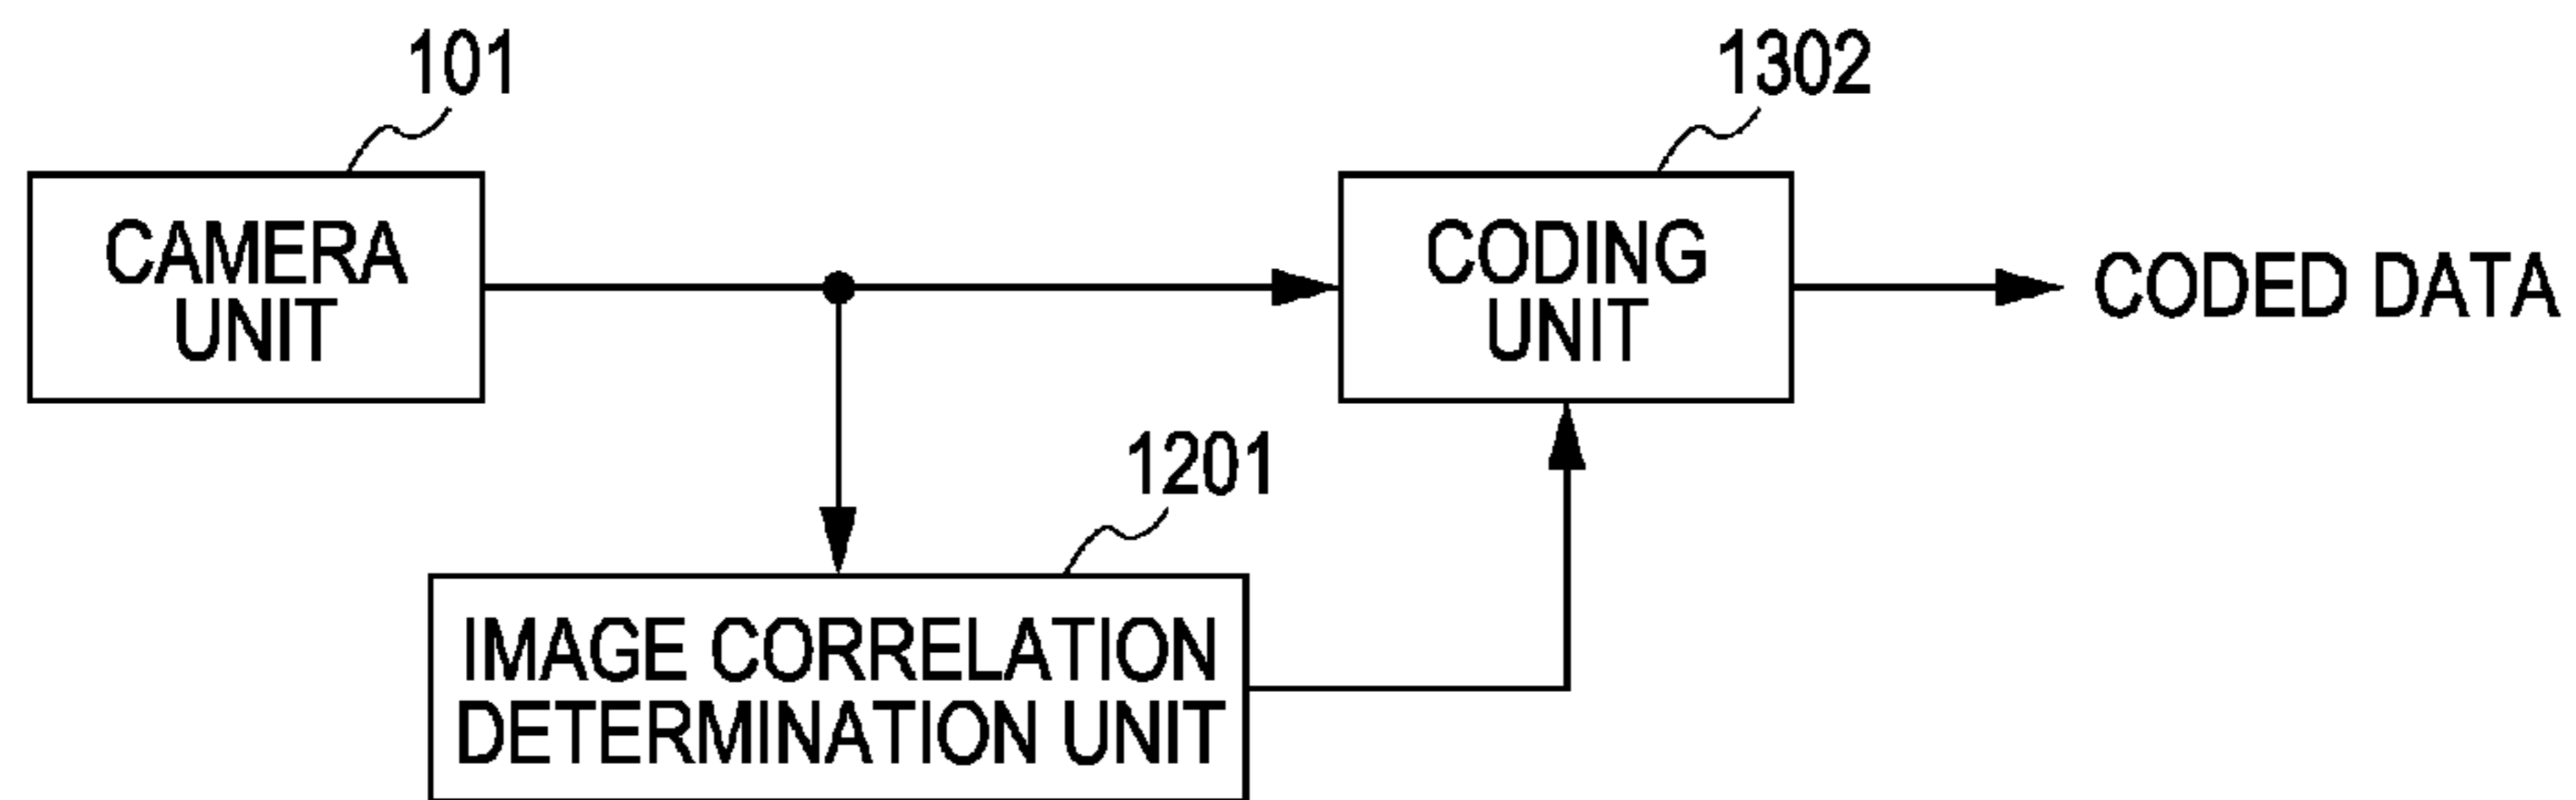 101
1302
CAMERA
UNIT
CODING
UNIT
CODED DATA
1201
IMAGE CORRELATION
DETERMINATION UNIT